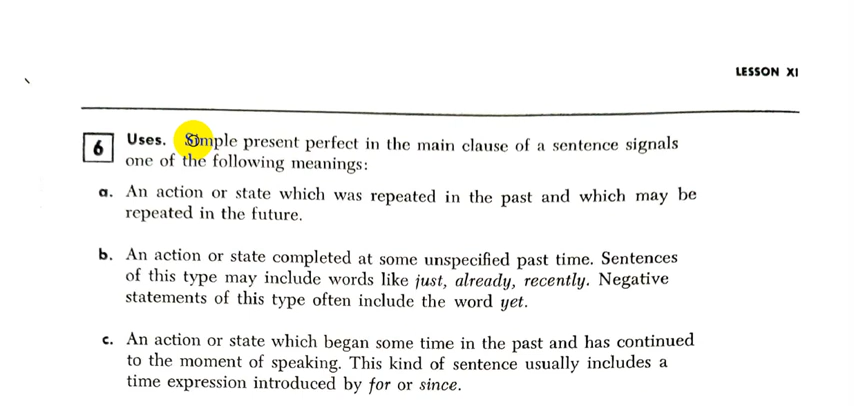 LESSON XI
6 Uses. Simple present perfect in the main clause of a sentence signals
one of the following meanings:
a. An action or state which was repeated in the past and which may be
repeated in the future.
b. An action or state completed at some unspecified past time. Sentences
of this type may include words like just, already, recently. Negative
statements of this type often include the word yet.
c. An action or state which began some time in the past and has continued
to the moment of speaking. This kind of sentence usually includes a
time expression introduced by for or since.